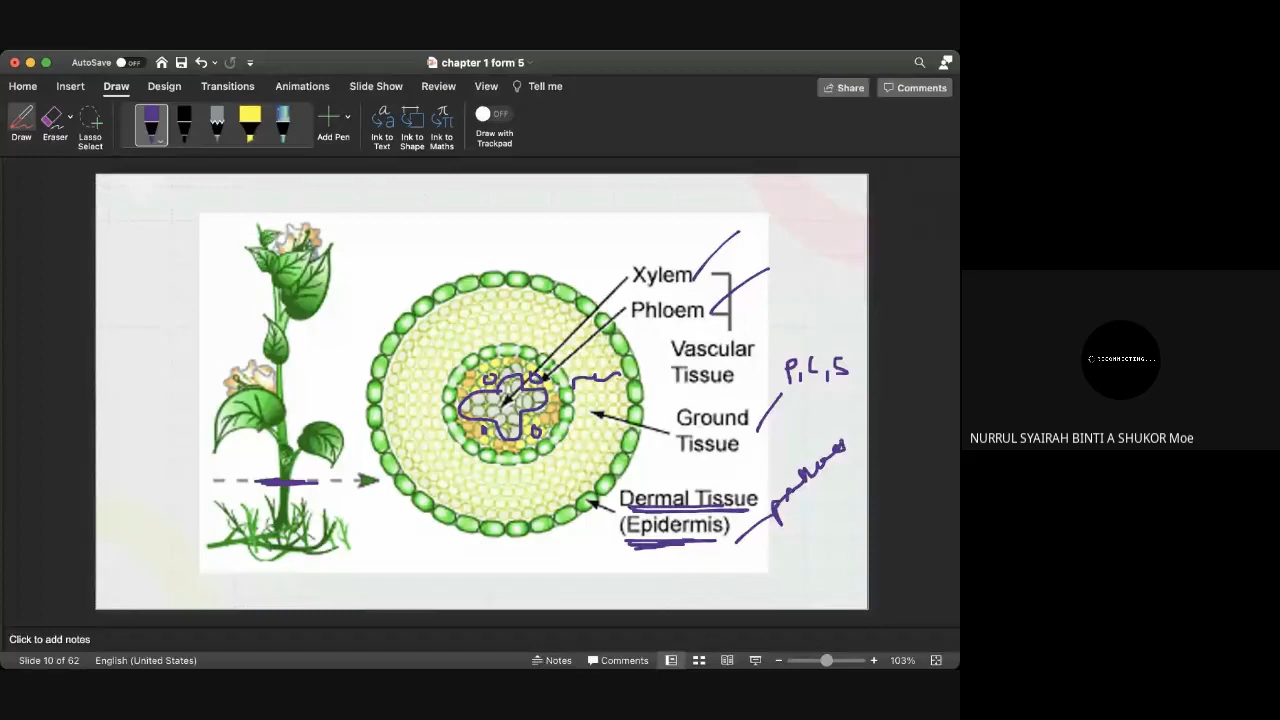 AutoSave OFF
chapter 1 form 5
Home Insert Draw Design Transitions Animations Slide Show Review View Tell me
Share Comments
Draw Eraser Lasso Select Add Pen Ink to Text Ink to Shape Ink to Maths OFF Draw with Trackpad
Xylem
Phloem
Vascular
Tissue
P, C, S
Ground
Tissue
Dermal Tissue
(Epidermis)
RECONNECTING...
NURRUL SYAIRAH BINTI A SHUKOR Moe
Click to add notes
Slide 10 of 62 English (United States) Notes Comments 103%